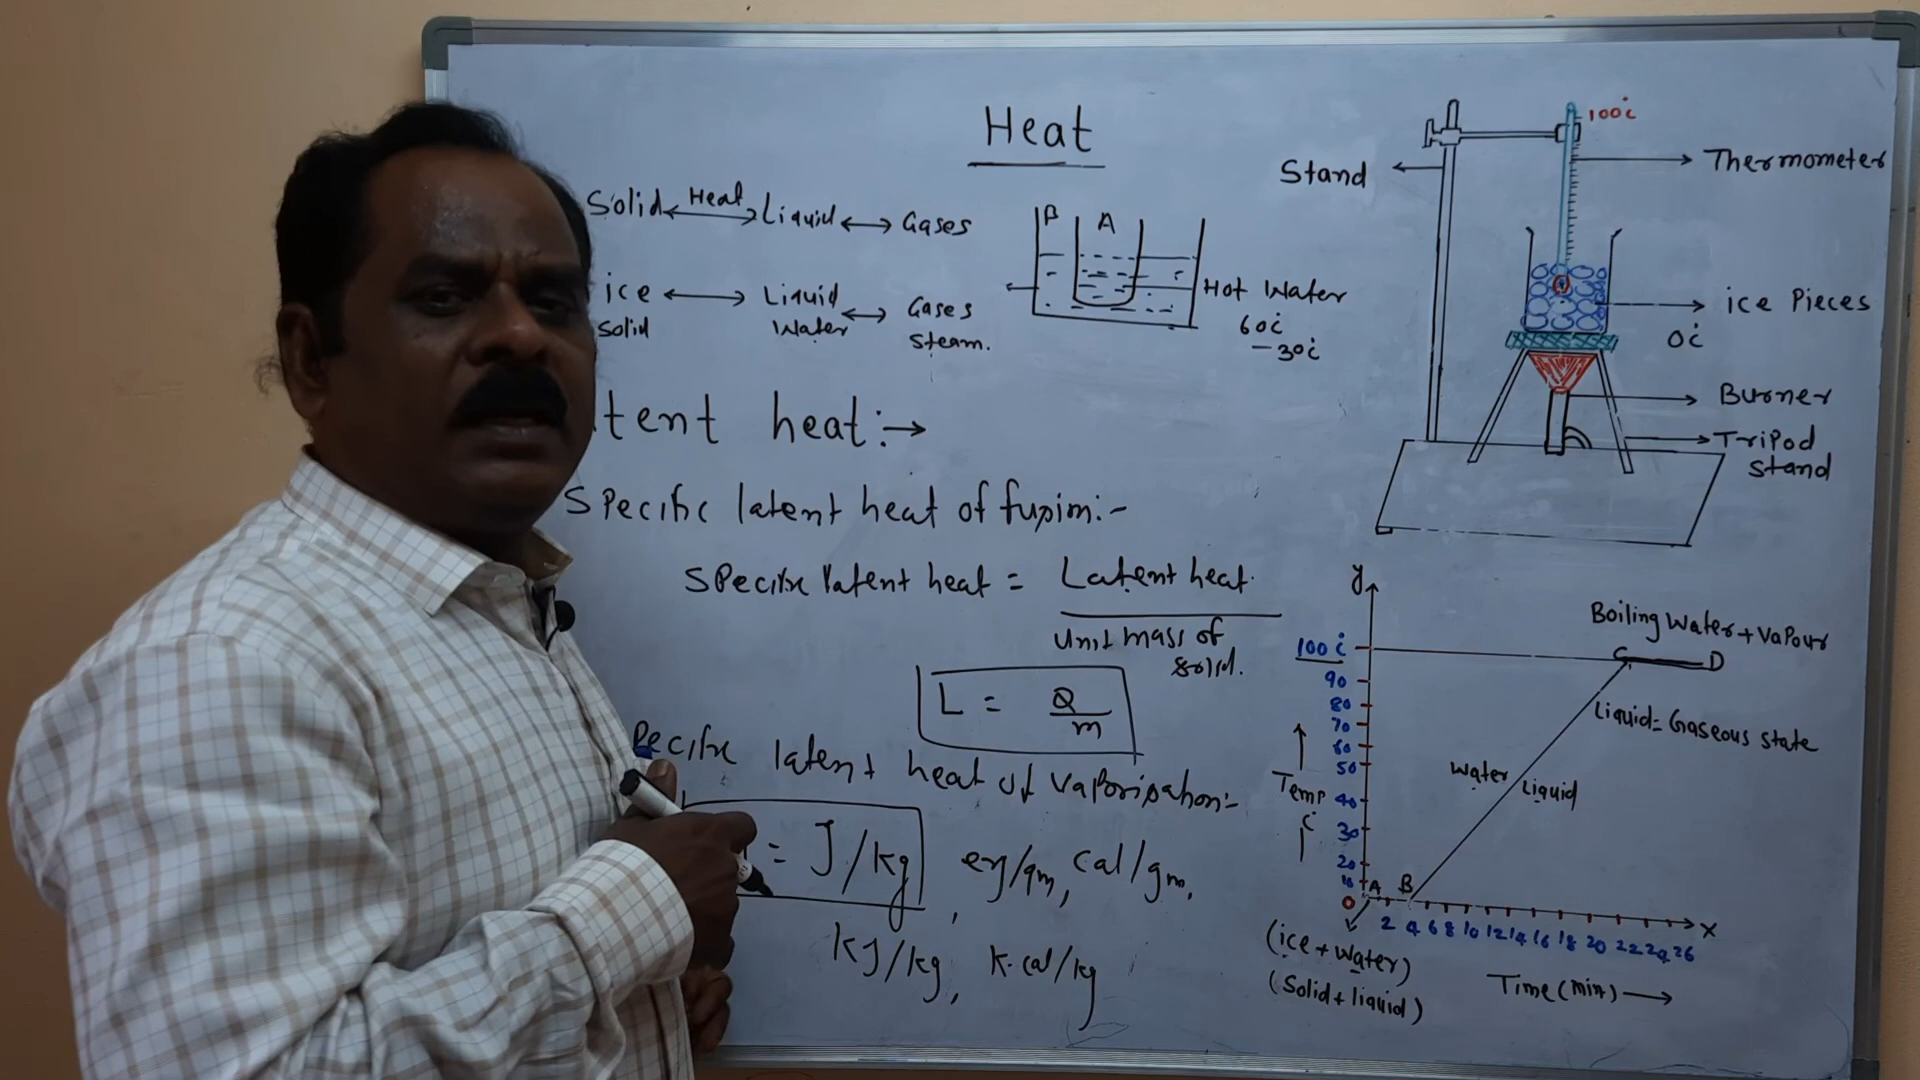 Heat
Solid ⟷ Heat Liquid ⟷ Gases
ice ⟷ Liquid ⟷ Gases
Solid Water Steam.
B A
Hot Water
60°c
-30°c
tent heat:→
Specific latent heat of fusion:-
Specific latent heat = Latent heat.
unit mass of
solid.
L = Q
m
pecific latent heat of vaporisation:-
= J/kg , erg/gm, cal/gm,
kJ/kg, k.cal/kg
100°c
Stand
Thermometer
ice Pieces
0°c
Burner
Tripod
Stand
y
Boiling Water + Vapour
100°c
C D
90
80
70
60
50
40
30
20
10
0
Liquid = Gaseous state
Temp
°c
Water Liquid
A B
2 4 6 8 10 12 14 16 18 20 22 24 26
x
(ice + water)
(Solid + liquid)
Time (min) →